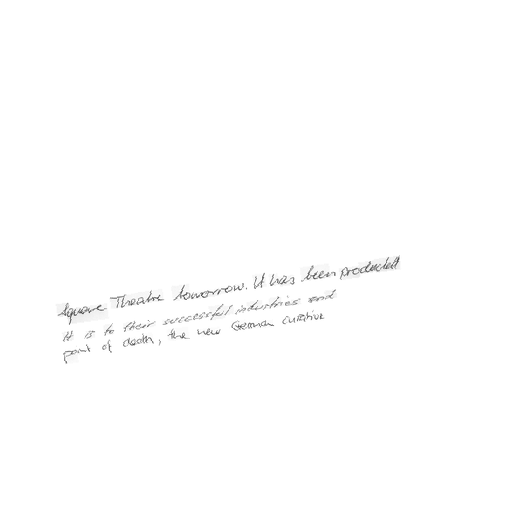 Square Theatre tomorrow. It has been produced
It is to their successful industries and
point of death, the new German curative